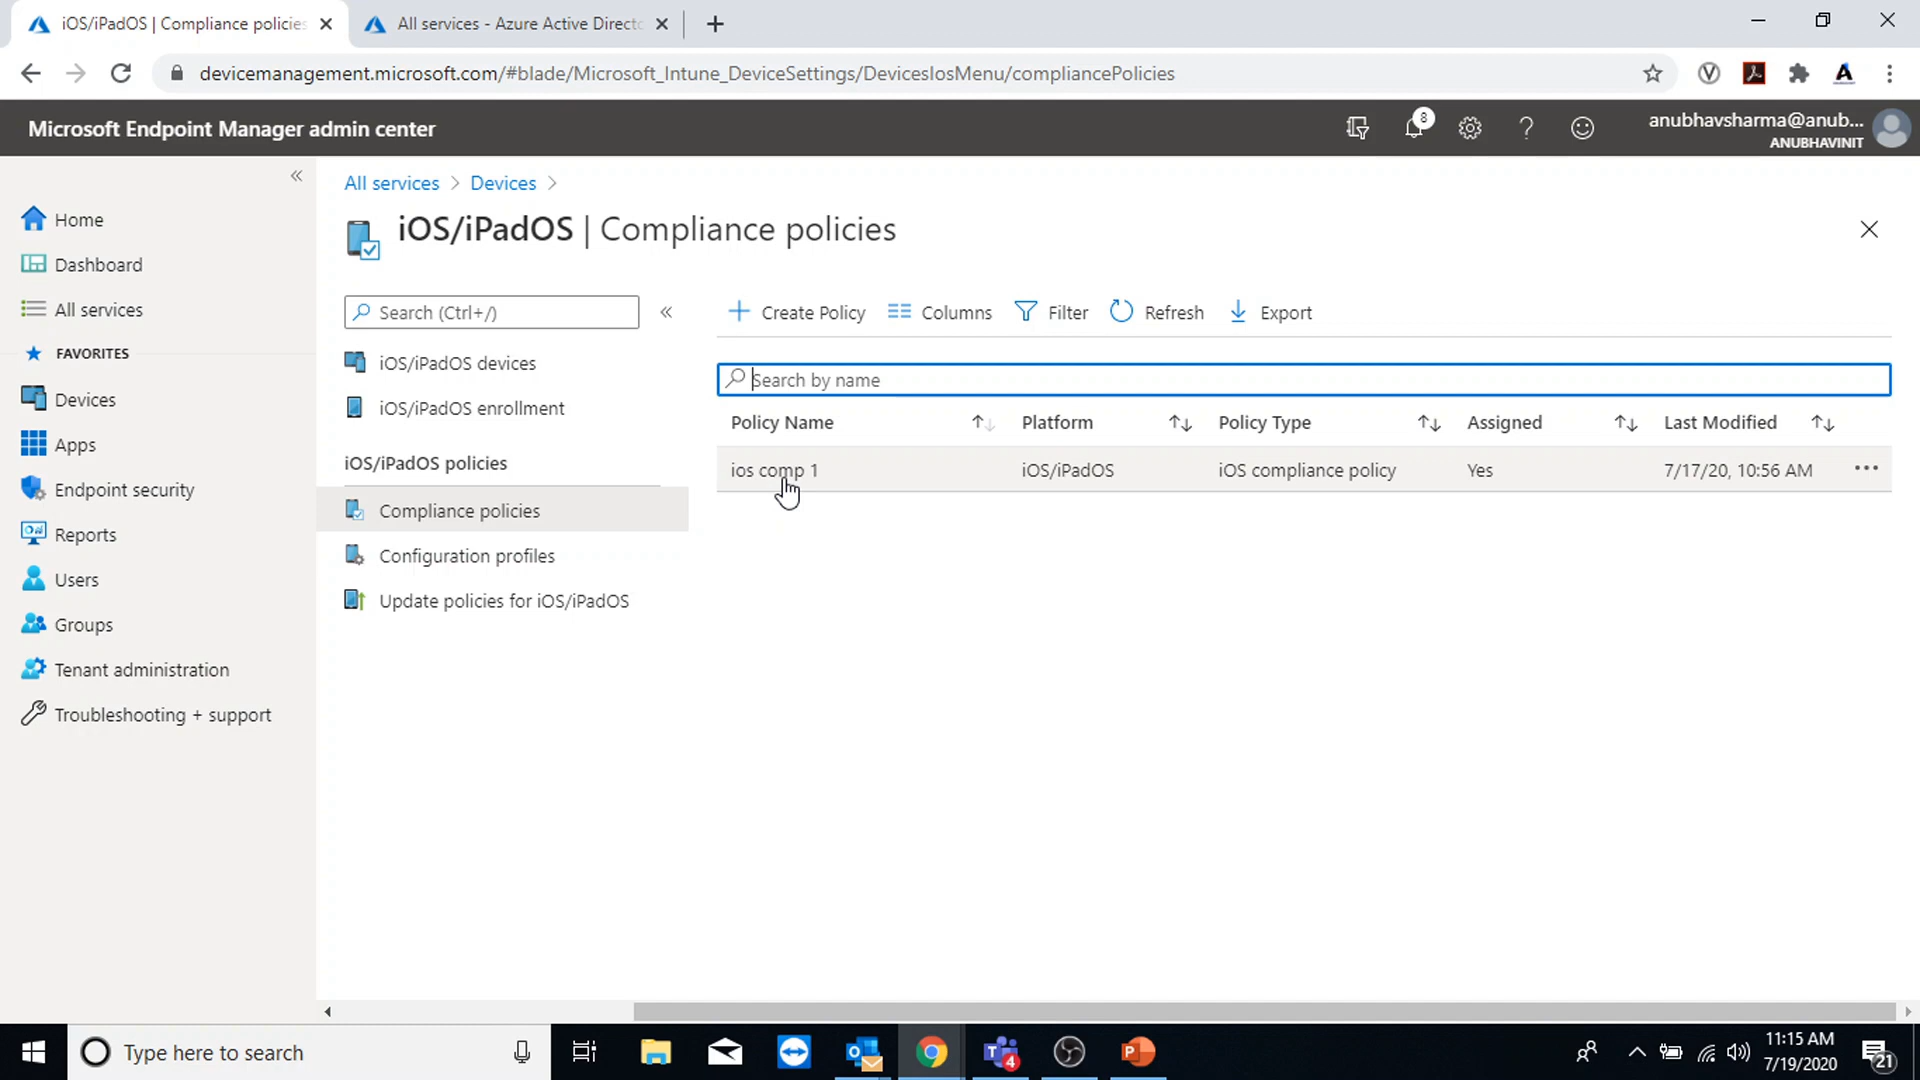 iOS/iPadOS | Compliance policies
All services - Azure Active Direct
devicemanagement.microsoft.com/#blade/Microsoft_Intune_DeviceSettings/DevicesIosMenu/compliancePolicies
Microsoft Endpoint Manager admin center
8
anubhavsharma@anub...
ANUBHAVINIT
Home
Dashboard
All services
FAVORITES
Devices
Apps
Endpoint security
Reports
Users
Groups
Tenant administration
Troubleshooting + support
All services > Devices >
iOS/iPadOS | Compliance policies
Search (Ctrl+/)
iOS/iPadOS devices
iOS/iPadOS enrollment
iOS/iPadOS policies
Compliance policies
Configuration profiles
Update policies for iOS/iPadOS
Create Policy Columns Filter Refresh Export
Search by name
Policy Name Platform Policy Type Assigned Last Modified
ios comp 1 iOS/iPadOS iOS compliance policy Yes 7/17/20, 10:56 AM
Type here to search
4
11:15 AM
7/19/2020
21